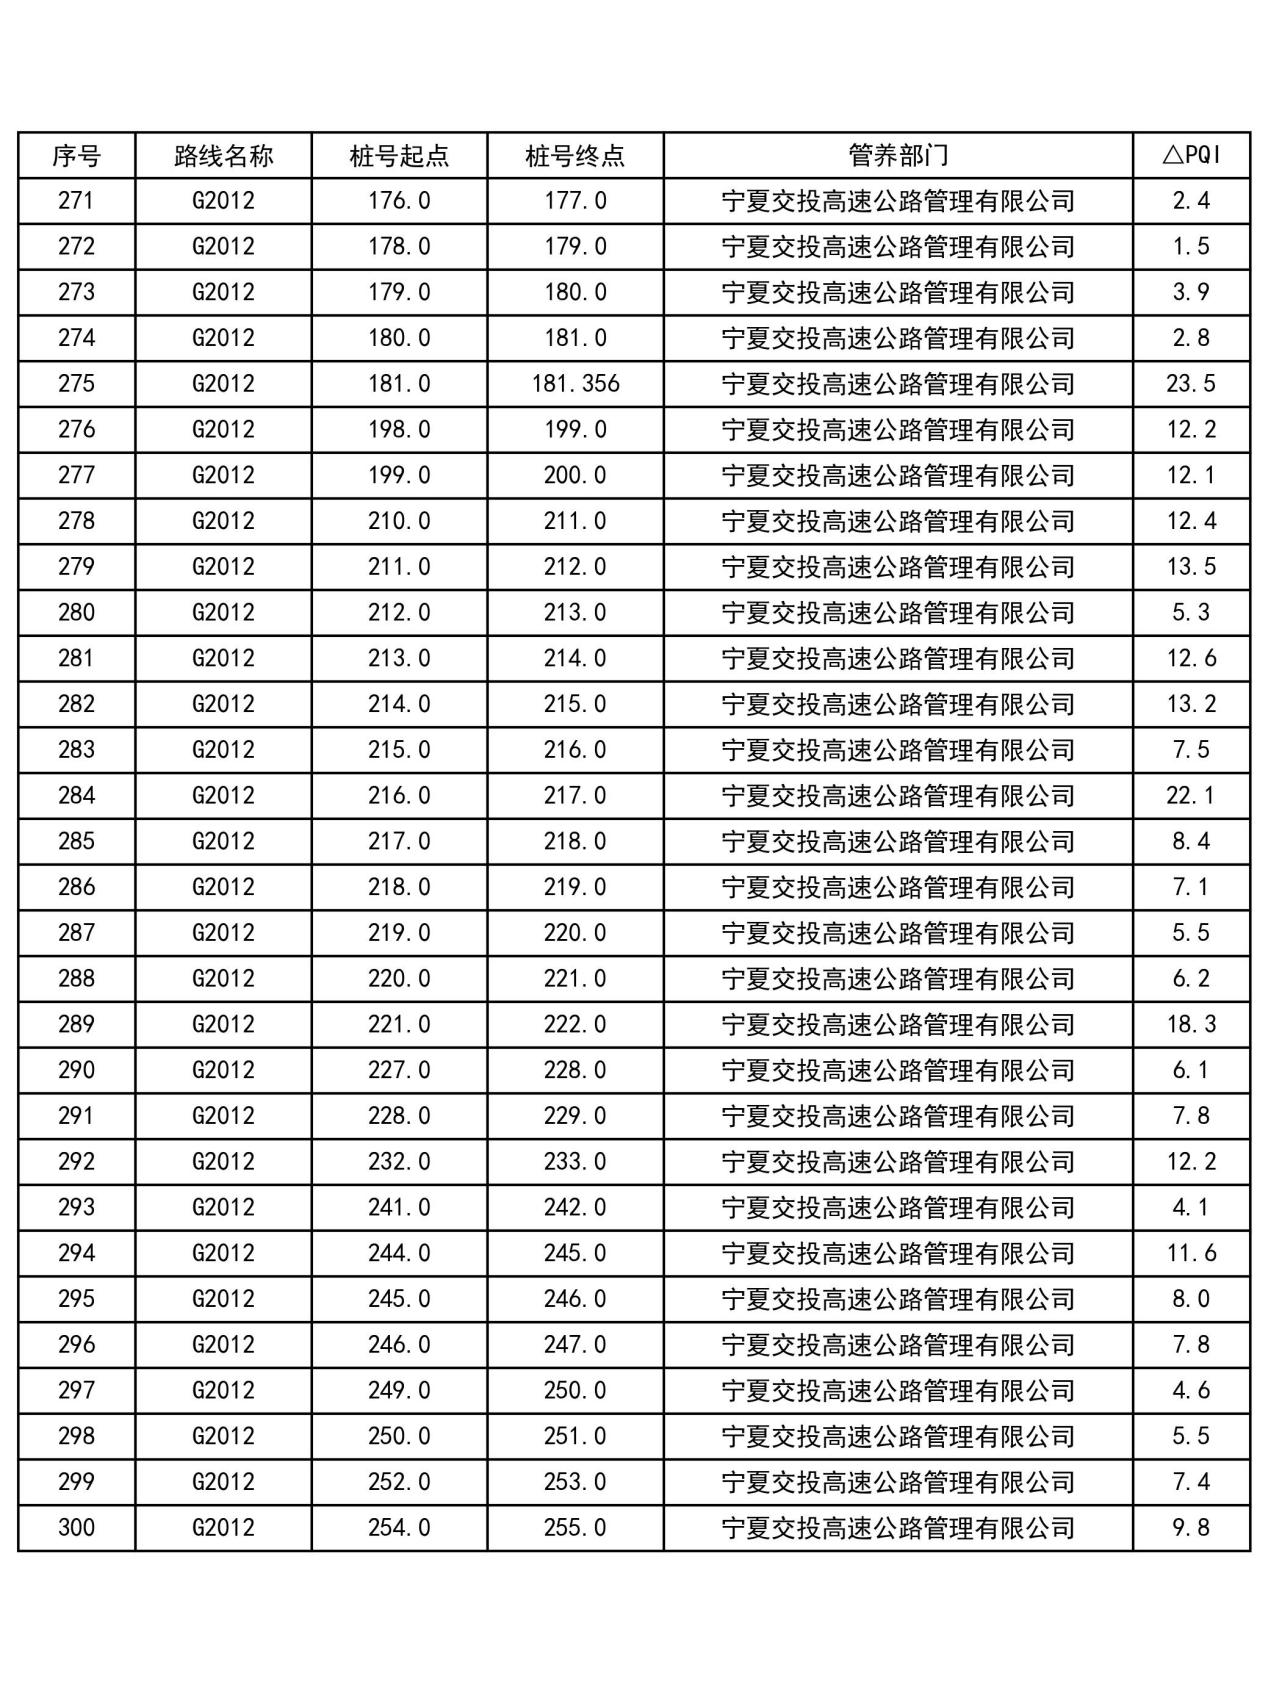 序号 路线名称 桩号起点 桩号终点 管养部门 △PQI
271 G2012 176.0 177.0 宁夏交投高速公路管理有限公司 2.4
272 G2012 178.0 179.0 宁夏交投高速公路管理有限公司 1.5
273 G2012 179.0 180.0 宁夏交投高速公路管理有限公司 3.9
274 G2012 180.0 181.0 宁夏交投高速公路管理有限公司 2.8
275 G2012 181.0 181.356 宁夏交投高速公路管理有限公司 23.5
276 G2012 198.0 199.0 宁夏交投高速公路管理有限公司 12.2
277 G2012 199.0 200.0 宁夏交投高速公路管理有限公司 12.1
278 G2012 210.0 211.0 宁夏交投高速公路管理有限公司 12.4
279 G2012 211.0 212.0 宁夏交投高速公路管理有限公司 13.5
280 G2012 212.0 213.0 宁夏交投高速公路管理有限公司 5.3
281 G2012 213.0 214.0 宁夏交投高速公路管理有限公司 12.6
282 G2012 214.0 215.0 宁夏交投高速公路管理有限公司 13.2
283 G2012 215.0 216.0 宁夏交投高速公路管理有限公司 7.5
284 G2012 216.0 217.0 宁夏交投高速公路管理有限公司 22.1
285 G2012 217.0 218.0 宁夏交投高速公路管理有限公司 8.4
286 G2012 218.0 219.0 宁夏交投高速公路管理有限公司 7.1
287 G2012 219.0 220.0 宁夏交投高速公路管理有限公司 5.5
288 G2012 220.0 221.0 宁夏交投高速公路管理有限公司 6.2
289 G2012 221.0 222.0 宁夏交投高速公路管理有限公司 18.3
290 G2012 227.0 228.0 宁夏交投高速公路管理有限公司 6.1
291 G2012 228.0 229.0 宁夏交投高速公路管理有限公司 7.8
292 G2012 232.0 233.0 宁夏交投高速公路管理有限公司 12.2
293 G2012 241.0 242.0 宁夏交投高速公路管理有限公司 4.1
294 G2012 244.0 245.0 宁夏交投高速公路管理有限公司 11.6
295 G2012 245.0 246.0 宁夏交投高速公路管理有限公司 8.0
296 G2012 246.0 247.0 宁夏交投高速公路管理有限公司 7.8
297 G2012 249.0 250.0 宁夏交投高速公路管理有限公司 4.6
298 G2012 250.0 251.0 宁夏交投高速公路管理有限公司 5.5
299 G2012 252.0 253.0 宁夏交投高速公路管理有限公司 7.4
300 G2012 254.0 255.0 宁夏交投高速公路管理有限公司 9.8